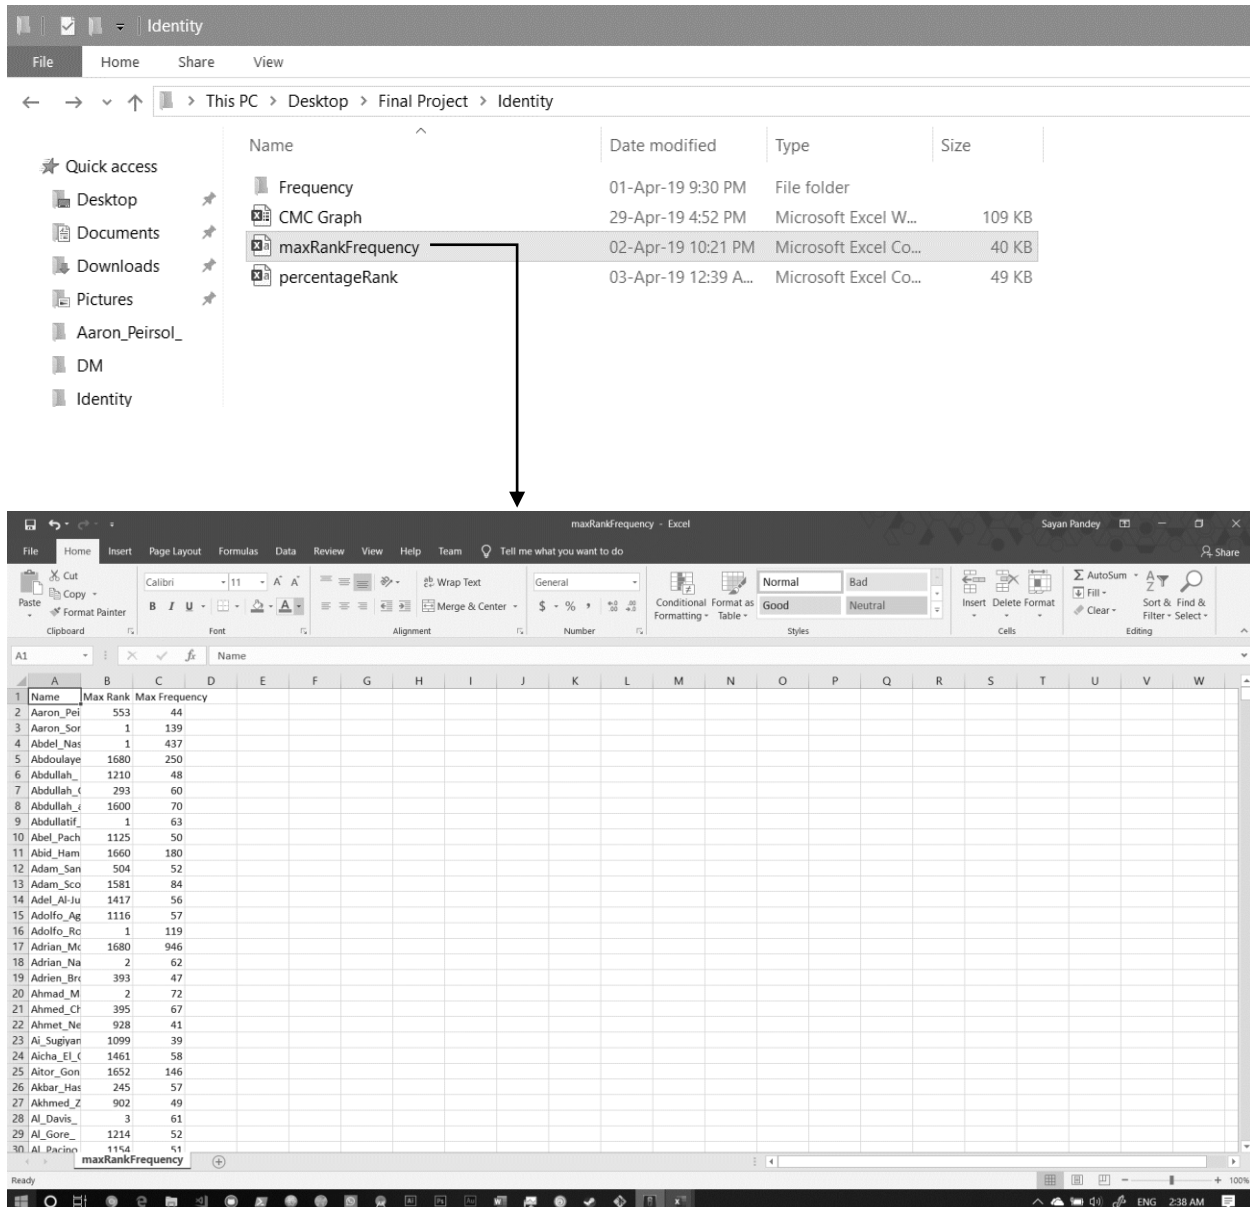 Identity
File Home Share View
This PC > Desktop > Final Project > Identity
Name Date modified Type Size
Quick access
Desktop
Documents
Downloads
Pictures
Aaron_Peirsol_
DM
Identity
Frequency 01-Apr-19 9:30 PM File folder
CMC Graph 29-Apr-19 4:52 PM Microsoft Excel W... 109 KB
maxRankFrequency 02-Apr-19 10:21 PM Microsoft Excel Co... 40 KB
percentageRank 03-Apr-19 12:39 A... Microsoft Excel Co... 49 KB
maxRankFrequency - Excel Sayan Pandey
File Home Insert Page Layout Formulas Data Review View Help Team Tell me what you want to do Share
Cut
Copy
Format Painter
Paste
Clipboard
Calibri 11
B I U
Font
Wrap Text
Merge & Center
Alignment
General
$ % ,
Number
Conditional Formatting
Format as Table
Normal Bad
Good Neutral
Styles
Insert Delete Format
Cells
AutoSum
Fill
Clear
Sort & Filter
Find & Select
Editing
A1 fx Name
A B C D E F G H I J K L M N O P Q R S T U V W
1 Name Max Rank Max Frequency
2 Aaron_Pei 553 44
3 Aaron_Sor 1 139
4 Abdel_Nas 1 437
5 Abdoulaye 1680 250
6 Abdullah_ 1210 48
7 Abdullah_ 293 60
8 Abdullah_ 1600 70
9 Abdullatif_ 1 63
10 Abel_Pach 1125 50
11 Abid_Ham 1660 180
12 Adam_San 504 52
13 Adam_Sco 1581 84
14 Adel_Al-Ju 1417 56
15 Adolfo_Ag 1116 57
16 Adolfo_Ro 1 119
17 Adrian_Mc 1680 946
18 Adrian_Na 2 62
19 Adrien_Bro 393 47
20 Ahmad_M 2 72
21 Ahmed_Ch 395 67
22 Ahmet_Ne 928 41
23 Ai_Sugiyan 1099 39
24 Aicha_El_ 1461 58
25 Aitor_Gon 1652 146
26 Akbar_Has 245 57
27 Akhmed_Z 902 49
28 Al_Davis_ 3 61
29 Al_Gore_ 1214 52
30 Al_Pacino 1154 51
maxRankFrequency
Ready 100%
Ai Ps Au ENG 2:38 AM